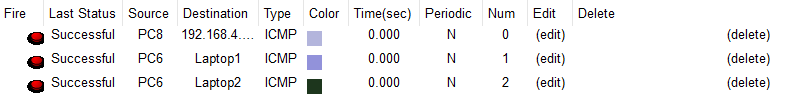 Fire Last Status Source Destination Type Color Time(sec) Periodic Num Edit Delete
Successful PC8 192.168.4.... ICMP 0.000 N 0 (edit) (delete)
Successful PC6 Laptop1 ICMP 0.000 N 1 (edit) (delete)
Successful PC6 Laptop2 ICMP 0.000 N 2 (edit) (delete)